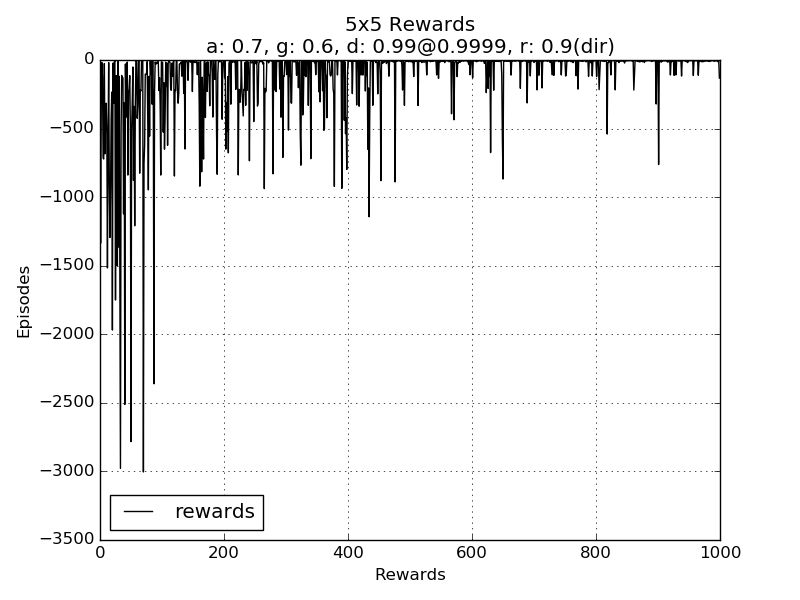 5x5 Rewards
a: 0.7, g: 0.6, d: 0.99@0.9999, r: 0.9(dir)
0
−500
−1000
−1500
−2000
−2500
−3000
−3500
Episodes
rewards
0 200 400 600 800 1000
Rewards